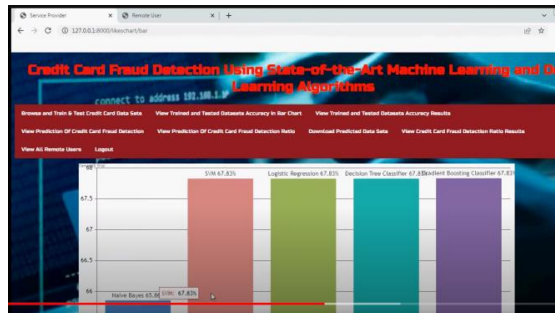 Service Provider
Remote User
127.0.0.1:8000/likeschart/bar
Credit Card Fraud Detection Using State-of-the-Art Machine Learning and D
Learning Algorithms
connect to address 192.168.1.1
Browse and Train & Test Credit Card Data Sets View Trained and Tested Datasets Accuracy in Bar Chart View Trained and Tested Datasets Accuracy Results
View Prediction Of Credit Card Fraud Detection View Prediction Of Credit Card Fraud Detection Ratio Download Predicted Data Sets View Credit Card Fraud Detection Ratio Results
View All Remote Users Logout
68
SVM 67.83% Logistic Regression 67.83% Decision Tree Classifier 67.83% Gradient Boosting Classifier 67.83%
67.5
67
66.5
66
Naive Bayes 65.
SVM: 67.83%